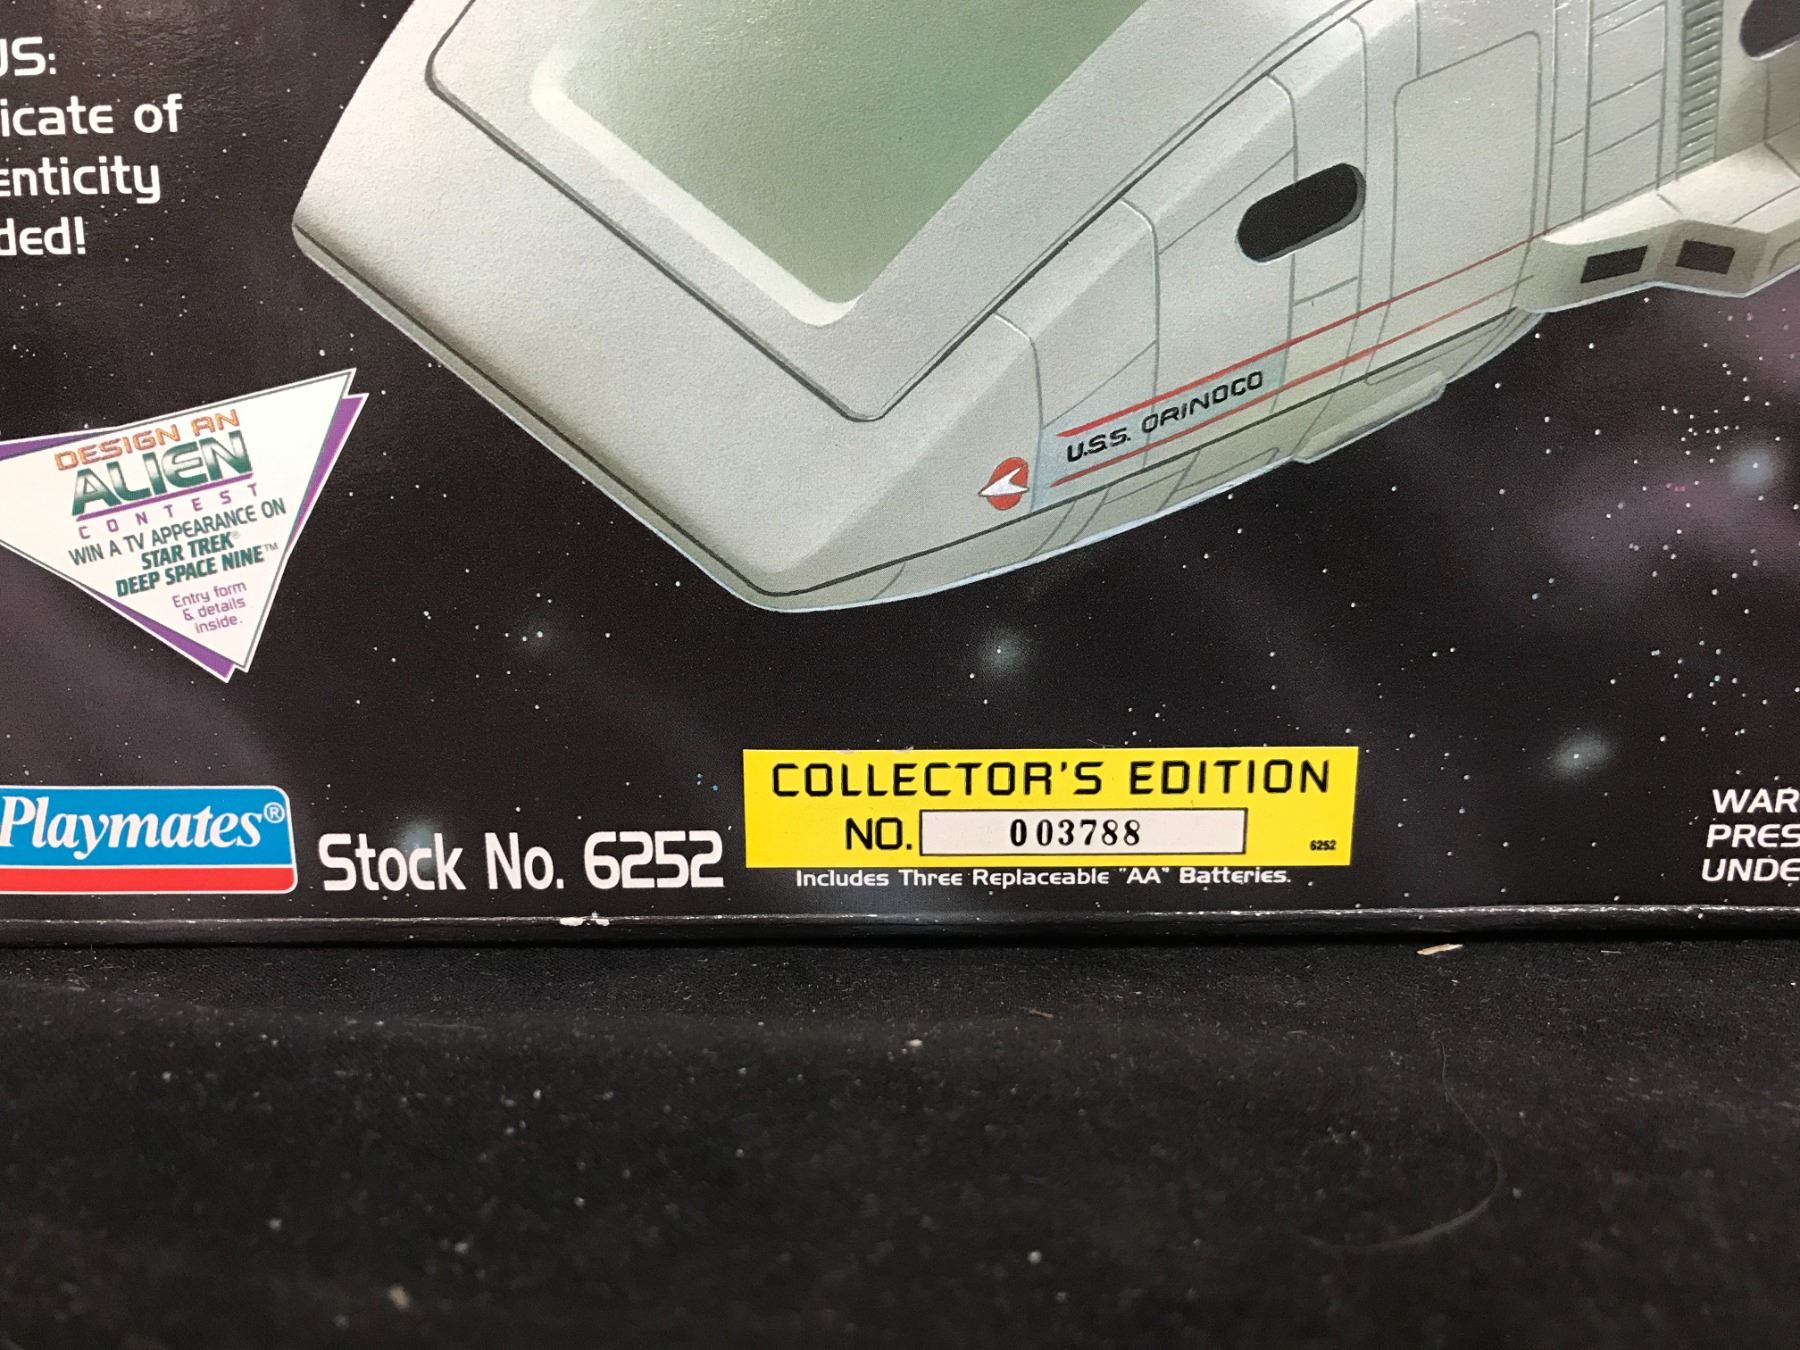 US:
icate of
enticity
ded!
U.S.S. ORINOCO
DESIGN AN
ALIEN
CONTEST
WIN A TV APPEARANCE ON
STAR TREK®
DEEP SPACE NINE™
Entry form
& details
inside.
Playmates®
Stock No. 6252
COLLECTOR'S EDITION
NO. 003788
6252
Includes Three Replaceable "AA" Batteries.
WAR
PRES
UNDE